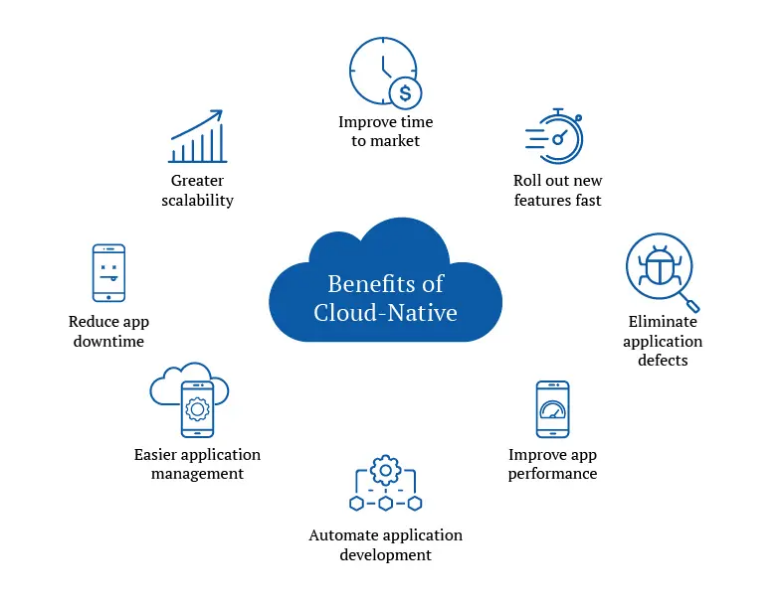 $
Improve time
to market
Roll out new
features fast
Greater
scalability
Benefits of
Cloud-Native
Eliminate
application
defects
Reduce app
downtime
Easier application
management
Improve app
performance
Automate application
development